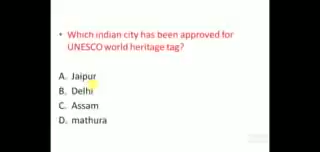 • Which indian city has been approved for
UNESCO world heritage tag?
A. Jaipur
B. Delhi
C. Assam
D. mathura